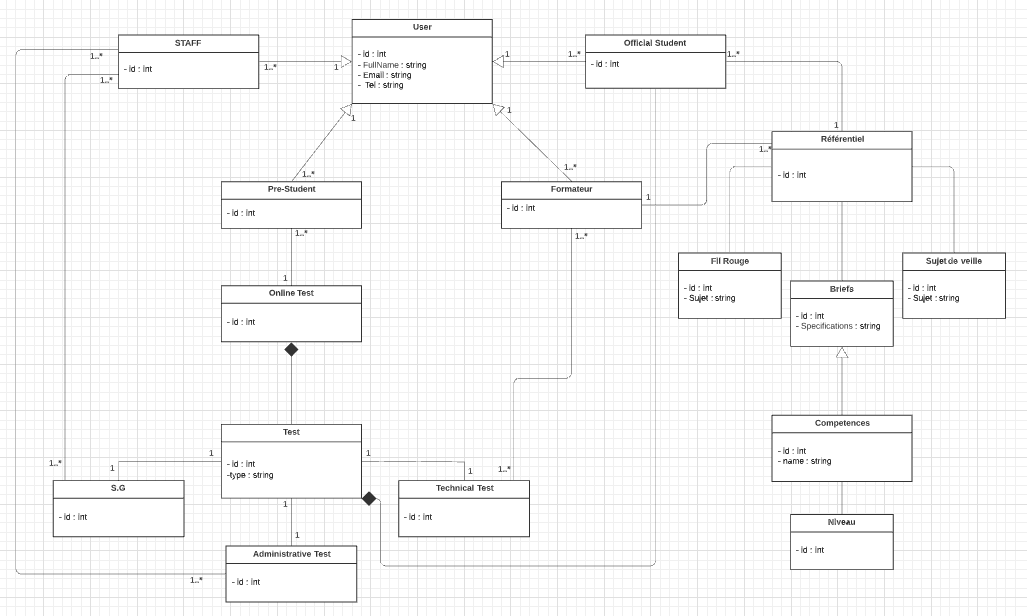 User
- id : int
- FullName : string
- Email : string
- Tel : string
STAFF
- id : int
Official Student
- id : int
1..*
1..*
1..*
1
1
1..*
1..*
1
1
1..*
1..*
1
Référentiel
- id : int
1..*
Pre-Student
- id : int
Formateur
- id : int
1
1..*
1..*
1
Online Test
- id : int
Fil Rouge
- id : int
- Sujet : string
Briefs
- id : int
- Specifications : string
Sujet de veille
- id : int
- Sujet : string
Test
- id : int
-type : string
Competences
- id : int
- name : string
1
1
1..*
1
1
1..*
S.G
- id : int
Technical Test
- id : int
1
1
Niveau
- id : int
Administrative Test
- id : int
1..*